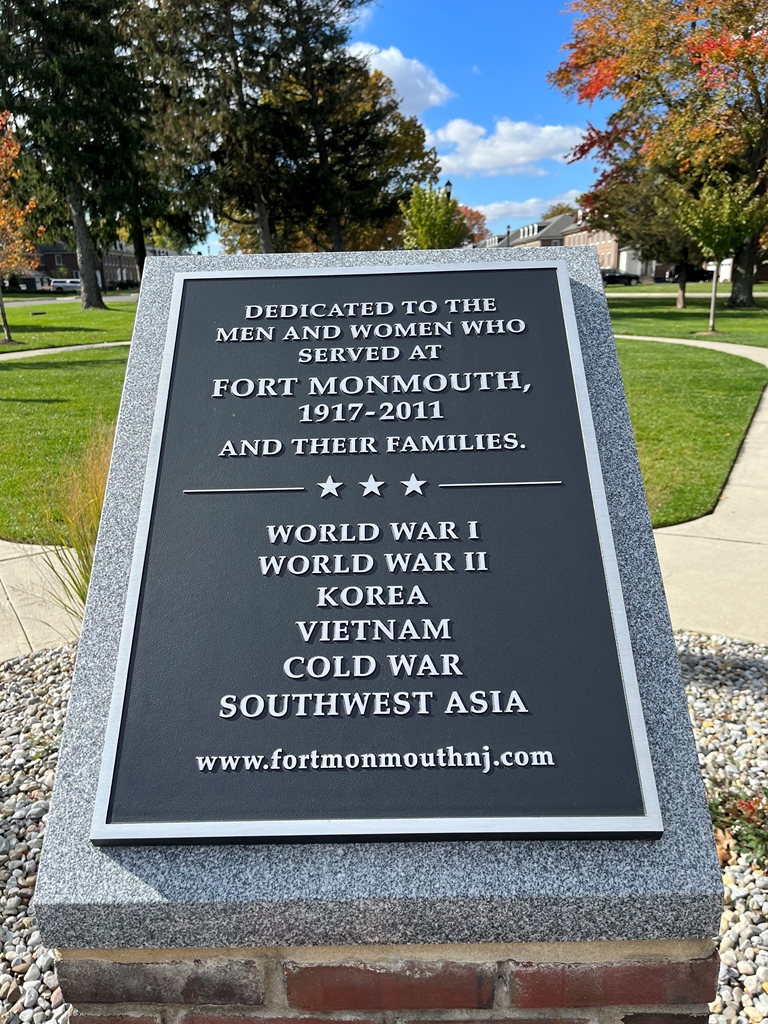 DEDICATED TO THE
MEN AND WOMEN WHO
SERVED AT
FORT MONMOUTH,
1917-2011
AND THEIR FAMILIES.
WORLD WAR I
WORLD WAR II
KOREA
VIETNAM
COLD WAR
SOUTHWEST ASIA
www.fortmonmouthnj.com